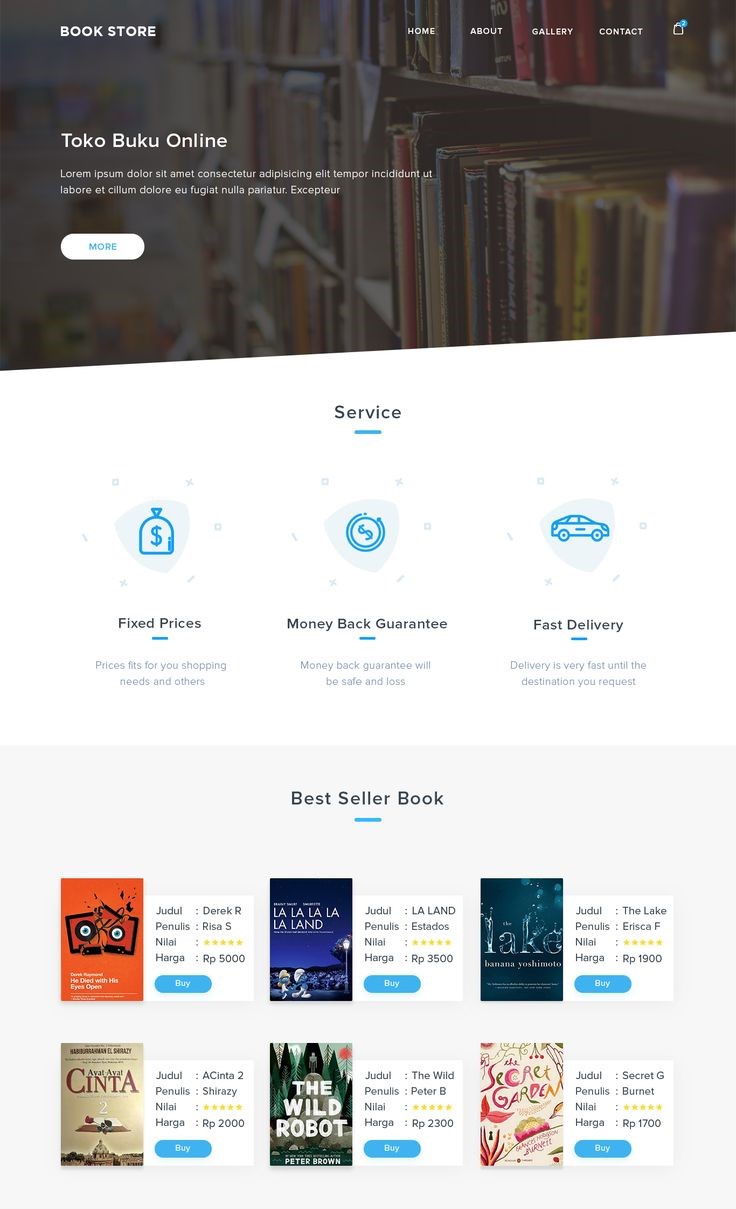 BOOK STORE
HOME ABOUT GALLERY CONTACT
2
Toko Buku Online
Lorem ipsum dolor sit amet consectetur adipisicing elit tempor incididunt ut
labore et cillum dolore eu fugiat nulla pariatur. Excepteur
MORE
Service
Fixed Prices
Prices fits for you shopping
needs and others
Money Back Guarantee
Money back guarantee will
be safe and loss
Fast Delivery
Delivery is very fast until the
destination you request
Best Seller Book
Derek Raymond
He Died with His
Eyes Open
Judul : Derek R
Penulis : Risa S
Nilai : ★★★★★
Harga : Rp 5000
Buy
LA LA LA LA
LA LAND
Judul : LA LAND
Penulis : Estados
Nilai : ★★★★★
Harga : Rp 3500
Buy
the
lake
banana yoshimoto
Judul : The Lake
Penulis : Erisca F
Nilai : ★★★★★
Harga : Rp 1900
Buy
HABIBURRAHMAN EL SHIRAZY
Ayat-Ayat
CINTA
2
Judul : ACinta 2
Penulis : Shirazy
Nilai : ★★★★★
Harga : Rp 2000
Buy
THE
WILD
ROBOT
PETER BROWN
Judul : The Wild
Penulis : Peter B
Nilai : ★★★★★
Harga : Rp 2300
Buy
The
Secret
GARDEN
FRANCES HODGSON
BURNETT
Judul : Secret G
Penulis : Burnet
Nilai : ★★★★★
Harga : Rp 1700
Buy